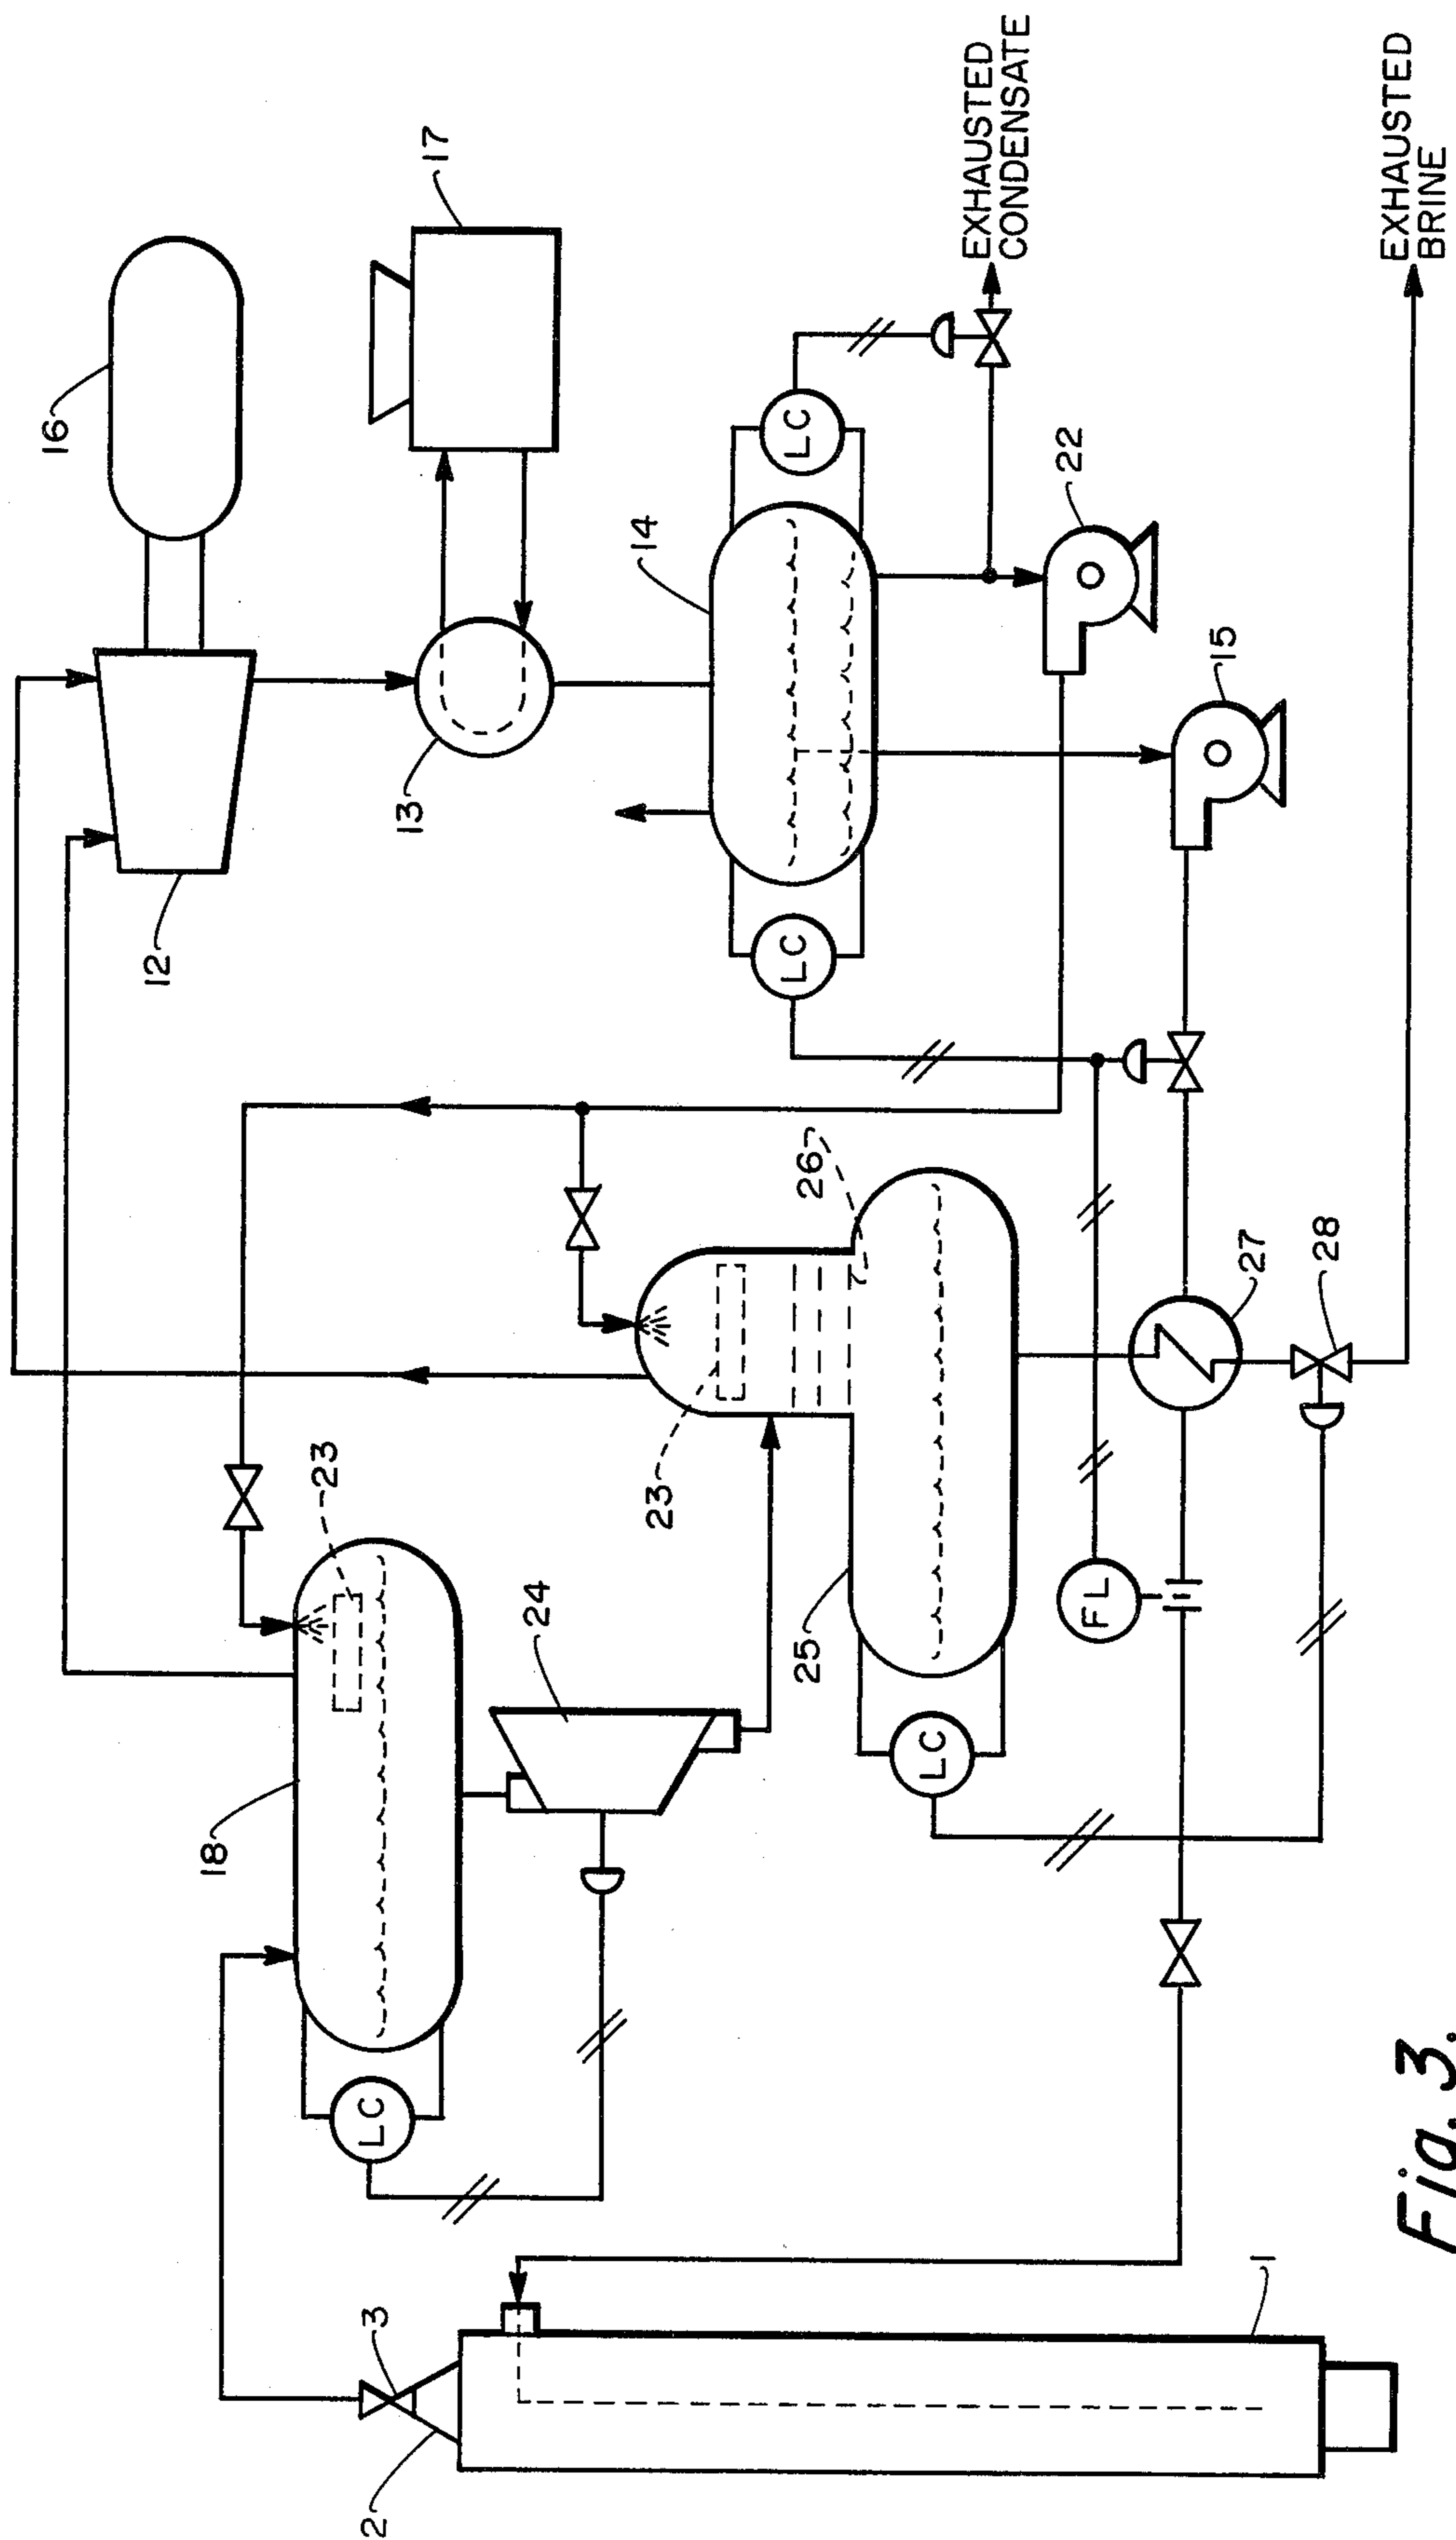 16
17
12
13
14
LC
LC
EXHAUSTED
CONDENSATE
22
15
18
23
24
LC
23
26
25
LC
FL
27
28
EXHAUSTED
BRINE
2
3
1
Fig. 3.